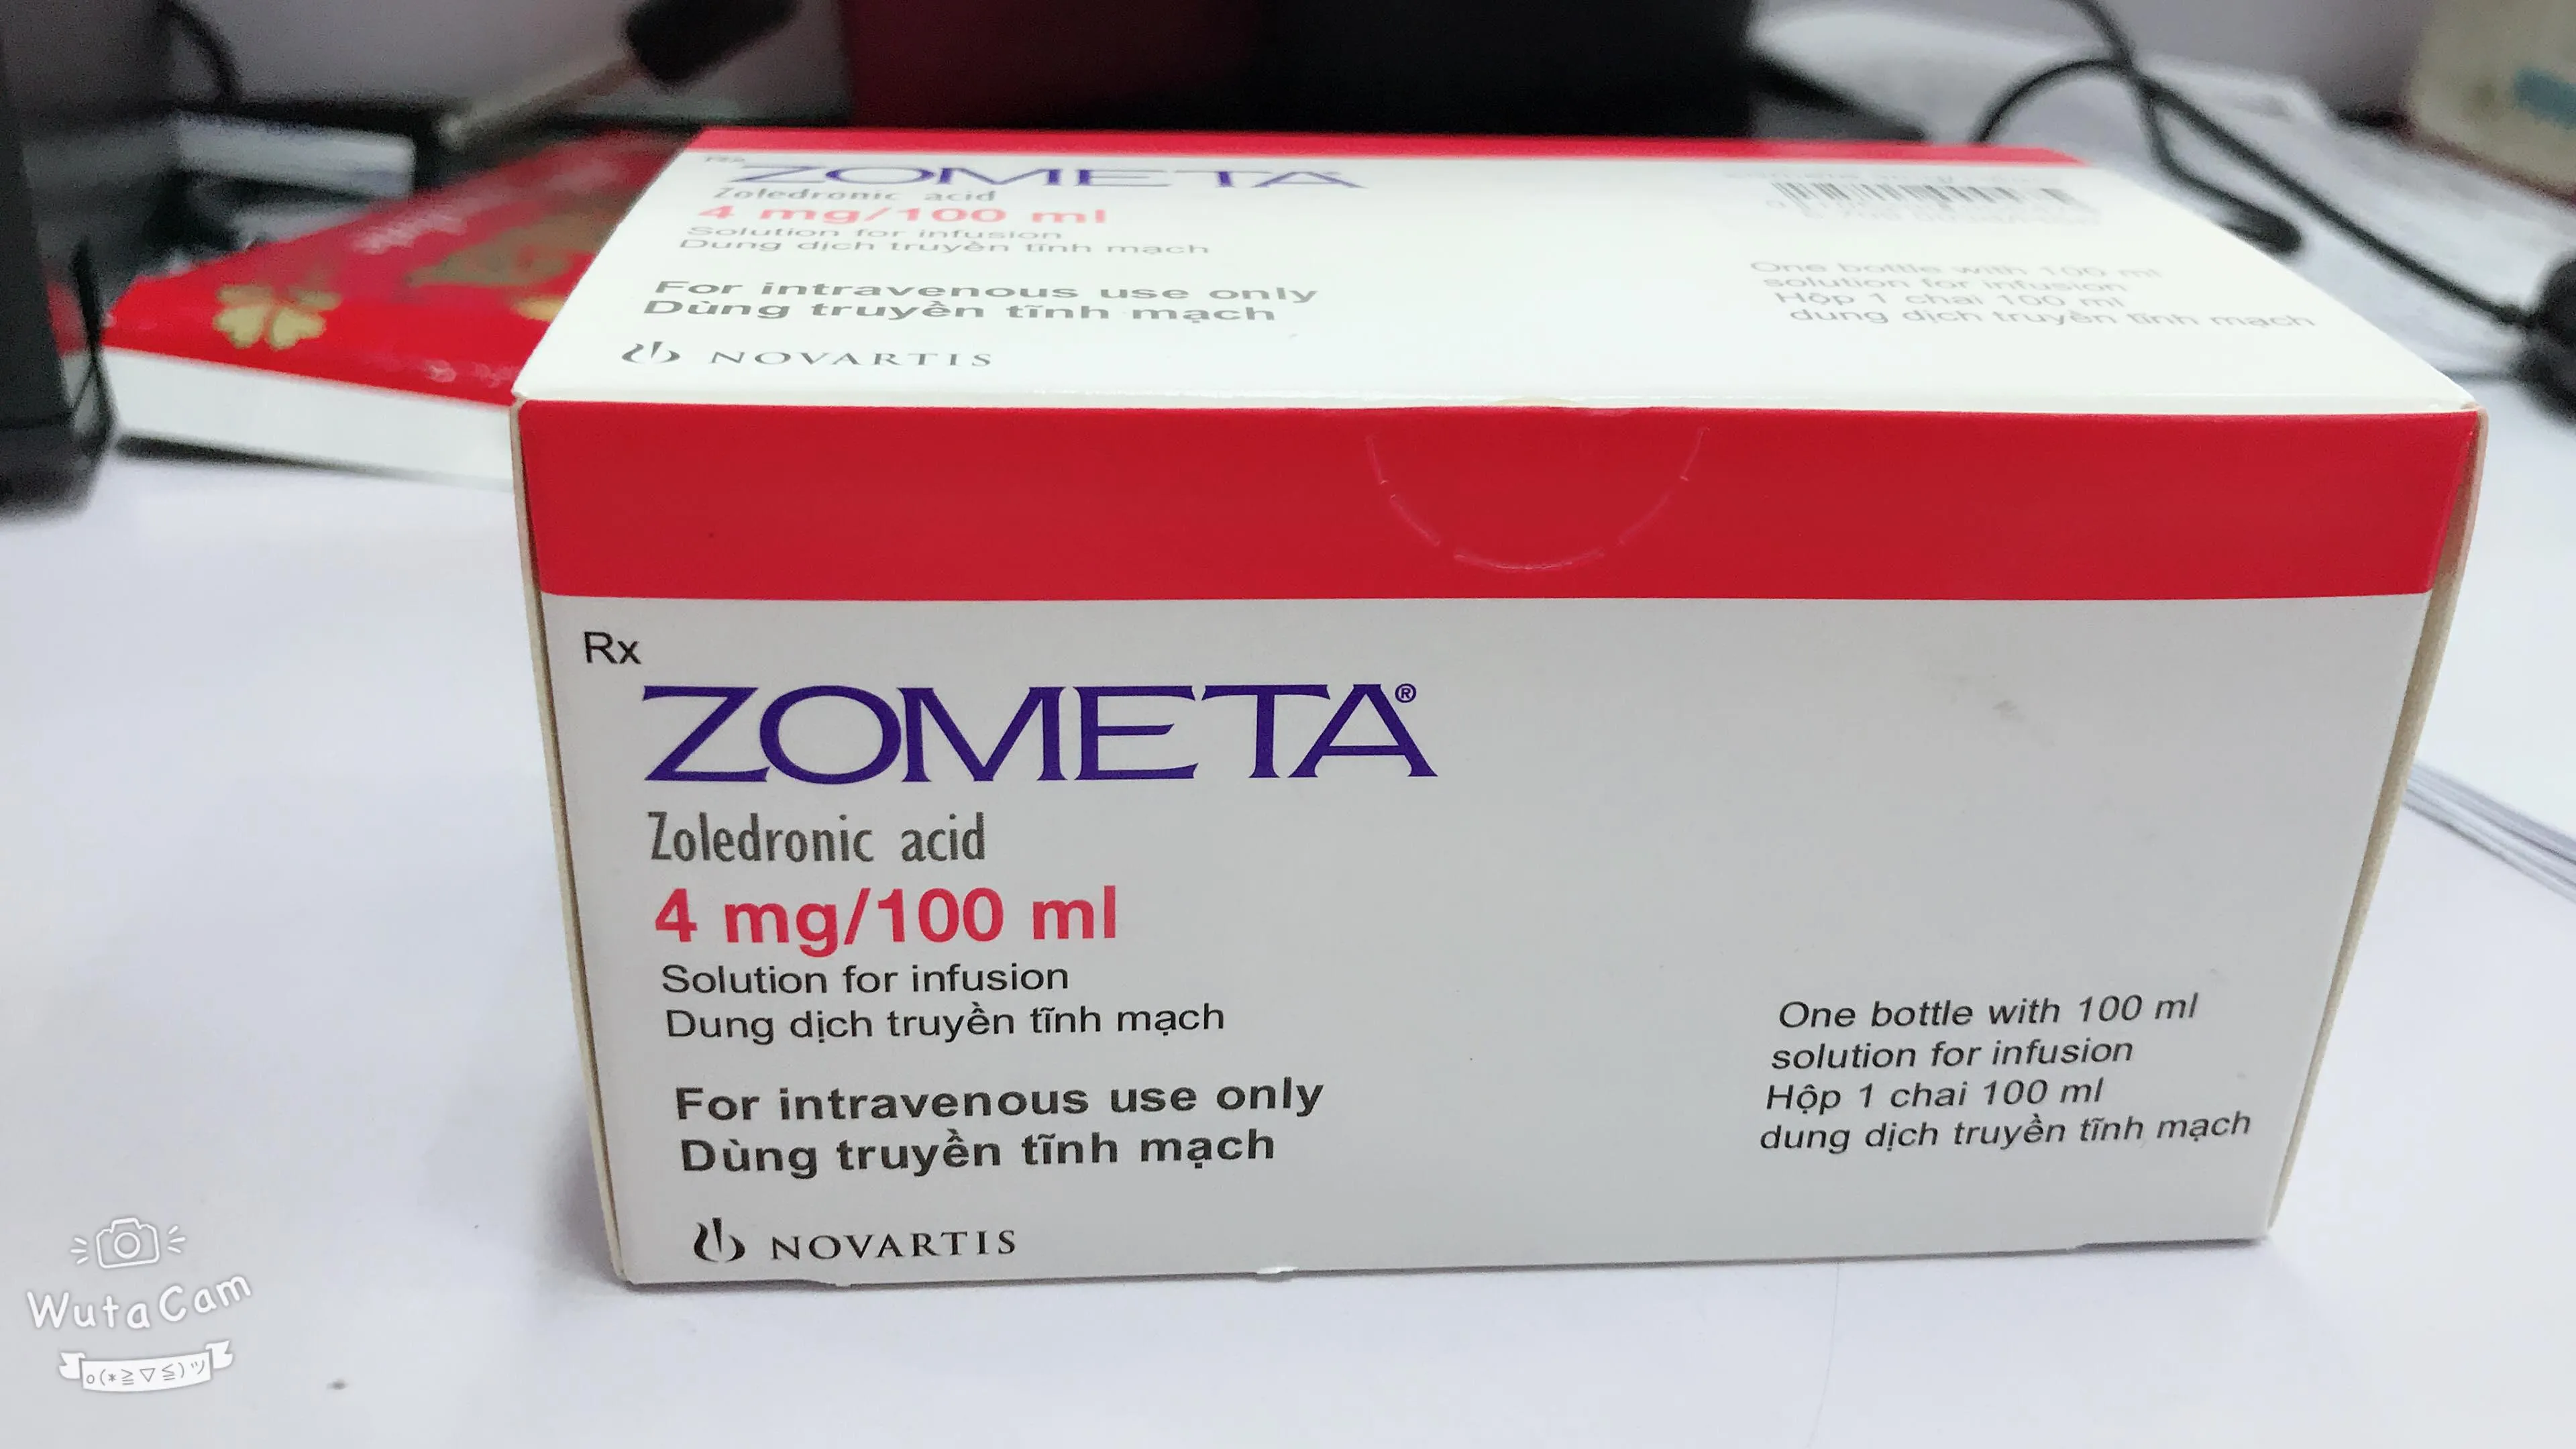 ZOMETA
Zoledronic acid
4 mg/100 ml
Solution for infusion
Dung dịch truyền tĩnh mạch
For intravenous use only
Dùng truyền tĩnh mạch
NOVARTIS
One bottle with 100 ml
solution for infusion
Hộp 1 chai 100 ml
dung dịch truyền tĩnh mạch
Rx
ZOMETA®
Zoledronic acid
4 mg/100 ml
Solution for infusion
Dung dịch truyền tĩnh mạch
For intravenous use only
Dùng truyền tĩnh mạch
NOVARTIS
One bottle with 100 ml
solution for infusion
Hộp 1 chai 100 ml
dung dịch truyền tĩnh mạch
WutaCam
o(*≧▽≦)ツ